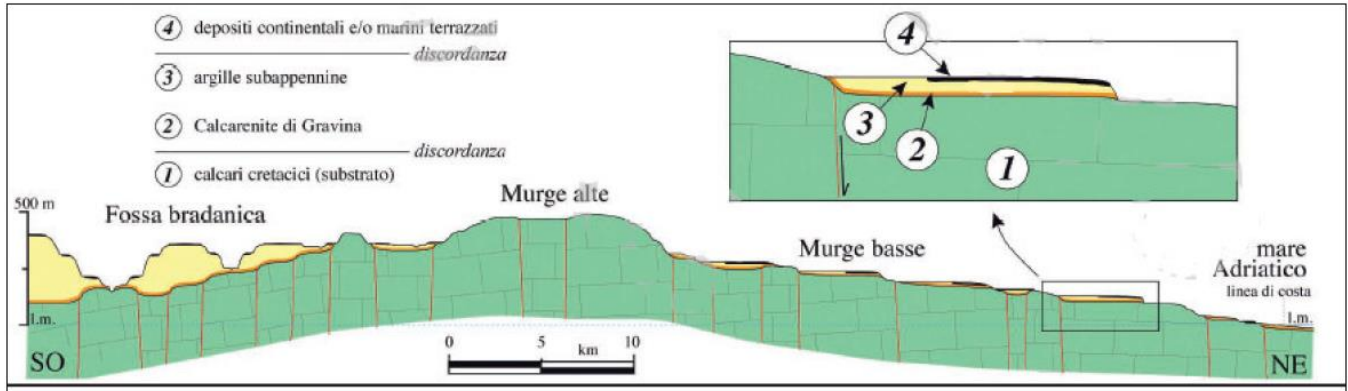 4 depositi continentali e/o marini terrazzati
discordanza
3 argille subappennine
2 Calcarenite di Gravina
discordanza
1 calcari cretacici (substrato)
4
3
2
1
500 m
Fossa bradanica
Murge alte
Murge basse
mare
Adriatico
linea di costa
l.m.
l.m.
SO
0 5 10
km
NE